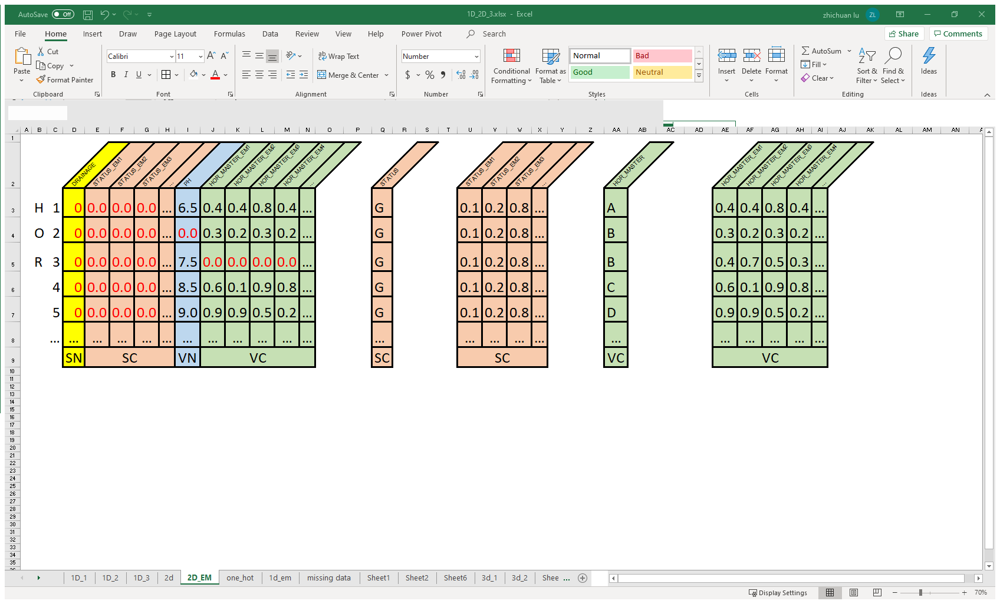 AutoSave Off 1D_2D_3.xlsx - Excel zhichuan lu ZL
File Home Insert Draw Page Layout Formulas Data Review View Help Power Pivot Search Share Comments
Paste Cut Copy Format Painter Clipboard
Calibri 11 A A B I U A Font
ab Wrap Text Merge & Center Alignment
Number $ % Number
Conditional Formatting Format as Table Normal Bad Good Neutral Styles
Insert Delete Format Cells
AutoSum Fill Clear Sort & Filter Find & Select Editing
Ideas Ideas
A B C D E F G H I J K L M N O P Q R S T U V W X Y Z AA AB AC AD AE AF AG AH AI AJ AK AL AM AN
1
2 DRAINAGE STATUS_EM1 STATUS_EM2 STATUS_EM3 ... PH HOR_MASTER_EM1 HOR_MASTER_EM2 HOR_MASTER_EM3 HOR_MASTER_EM4 ... STATUS STATUS_EM1 STATUS_EM2 STATUS_EM3 ... HOR_MASTER HOR_MASTER_EM1 HOR_MASTER_EM2 HOR_MASTER_EM3 HOR_MASTER_EM4 ...
3 H 1 0 0.0 0.0 0.0 ... 6.5 0.4 0.4 0.8 0.4 ... G 0.1 0.2 0.8 ... A 0.4 0.4 0.8 0.4 ...
4 O 2 0 0.0 0.0 0.0 ... 0.0 0.3 0.2 0.3 0.2 ... G 0.1 0.2 0.8 ... B 0.3 0.2 0.3 0.2 ...
5 R 3 0 0.0 0.0 0.0 ... 7.5 0.0 0.0 0.0 0.0 ... G 0.1 0.2 0.8 ... B 0.4 0.7 0.5 0.3 ...
6 4 0 0.0 0.0 0.0 ... 8.5 0.6 0.1 0.9 0.8 ... G 0.1 0.2 0.8 ... C 0.6 0.1 0.9 0.8 ...
7 5 0 0.0 0.0 0.0 ... 9.0 0.9 0.9 0.5 0.2 ... G 0.1 0.2 0.8 ... D 0.9 0.9 0.5 0.2 ...
8 ... ... ... ... ... ... ... ... ... ... ... ... ... ... ... ... ... ... ... ... ... ... ...
9 SN SC VN VC SC SC VC VC
10
11
12
13
14
15
16
17
18
19
20
21
22
23
24
25
26
27
28
29
30
31
32
33
34
35
1D_1 1D_2 1D_3 2d 2D_EM one_hot 1d_em missing data Sheet1 Sheet2 Sheet6 3d_1 3d_2 Shee ...
Display Settings 70%